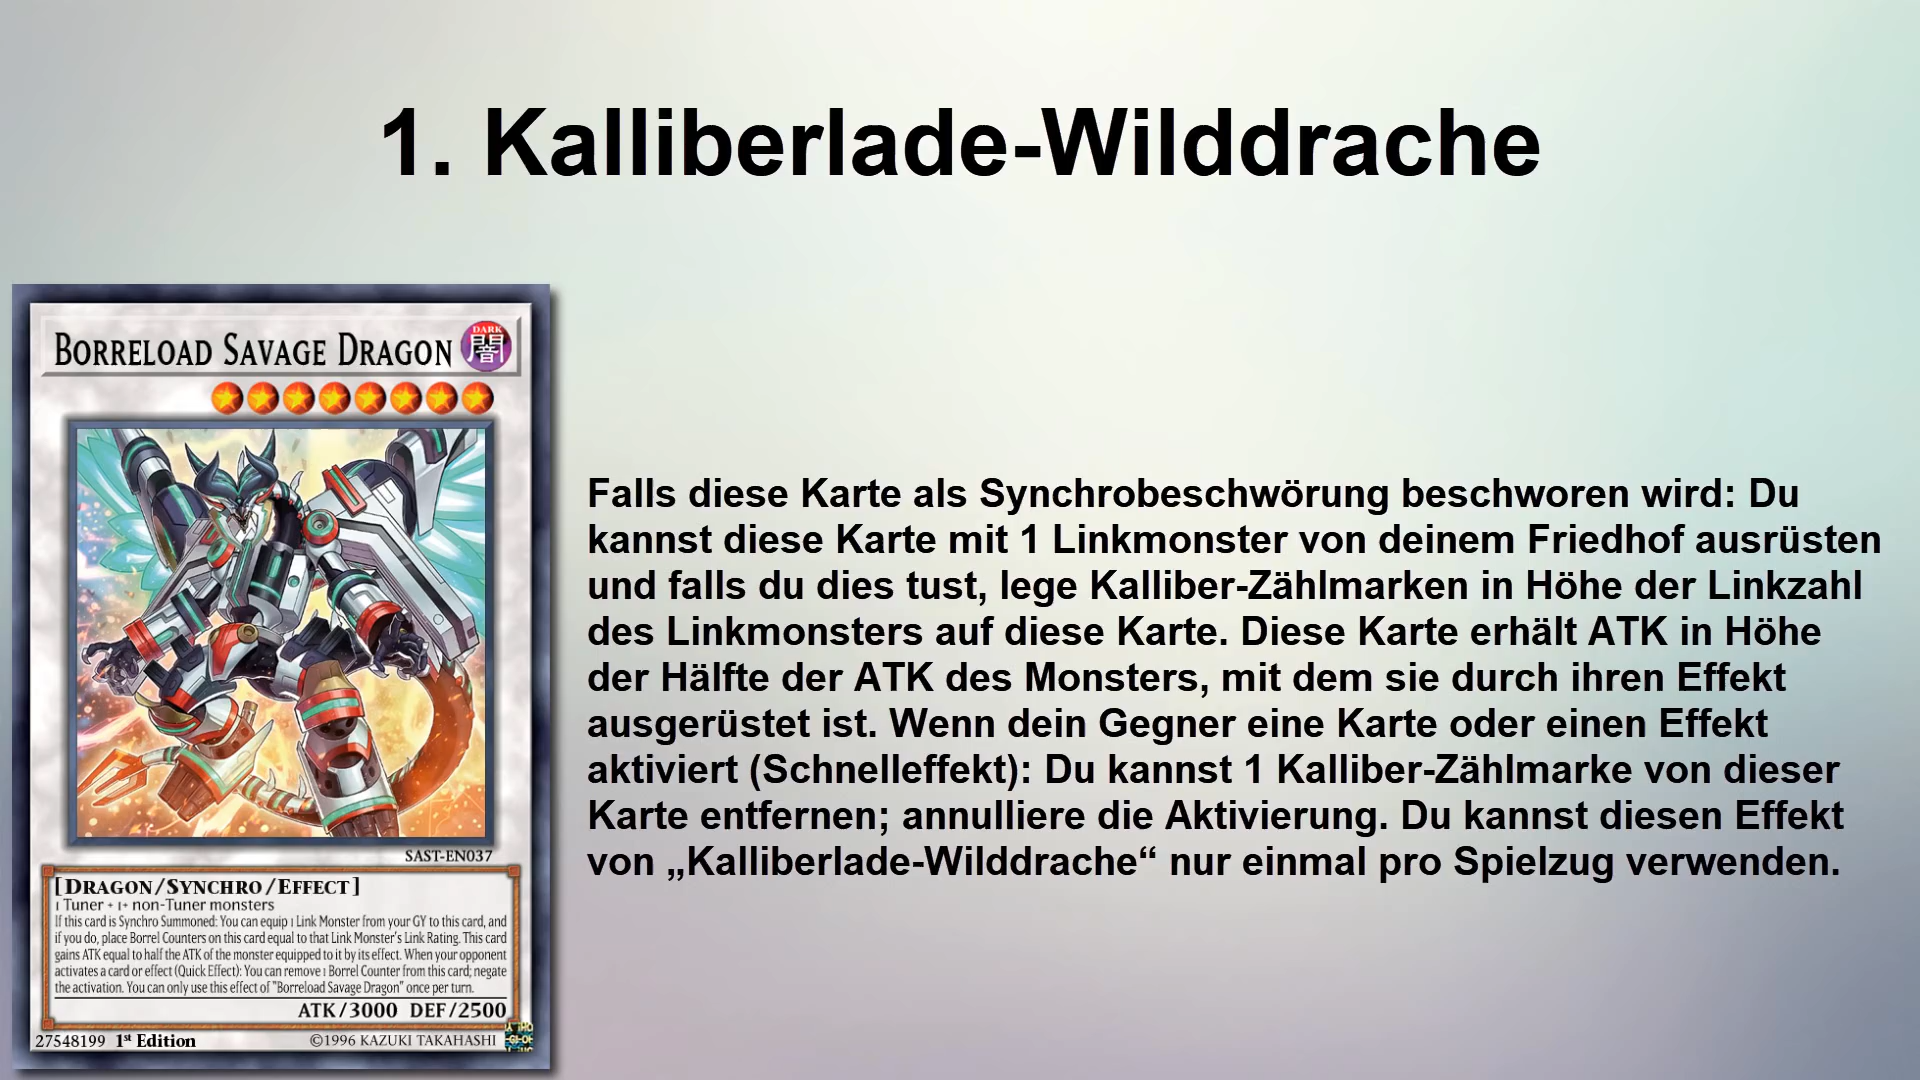 1. Kalliberlade-Wilddrache
BORRELOAD SAVAGE DRAGON
DARK
闇
SAST-EN037
[DRAGON/SYNCHRO/EFFECT]
1 Tuner + 1+ non-Tuner monsters
If this card is Synchro Summoned: You can equip 1 Link Monster from your GY to this card, and
if you do, place Borrel Counters on this card equal to that Link Monster's Link Rating. This card
gains ATK equal to half the ATK of the monster equipped to it by its effect. When your opponent
activates a card or effect (Quick Effect): You can remove 1 Borrel Counter from this card; negate
the activation. You can only use this effect of "Borreload Savage Dragon" once per turn.
ATK/3000 DEF/2500
27548199 1st Edition
©1996 KAZUKI TAKAHASHI
Falls diese Karte als Synchrobeschwörung beschworen wird: Du
kannst diese Karte mit 1 Linkmonster von deinem Friedhof ausrüsten
und falls du dies tust, lege Kalliber-Zählmarken in Höhe der Linkzahl
des Linkmonsters auf diese Karte. Diese Karte erhält ATK in Höhe
der Hälfte der ATK des Monsters, mit dem sie durch ihren Effekt
ausgerüstet ist. Wenn dein Gegner eine Karte oder einen Effekt
aktiviert (Schnelleffekt): Du kannst 1 Kalliber-Zählmarke von dieser
Karte entfernen; annulliere die Aktivierung. Du kannst diesen Effekt
von „Kalliberlade-Wilddrache“ nur einmal pro Spielzug verwenden.